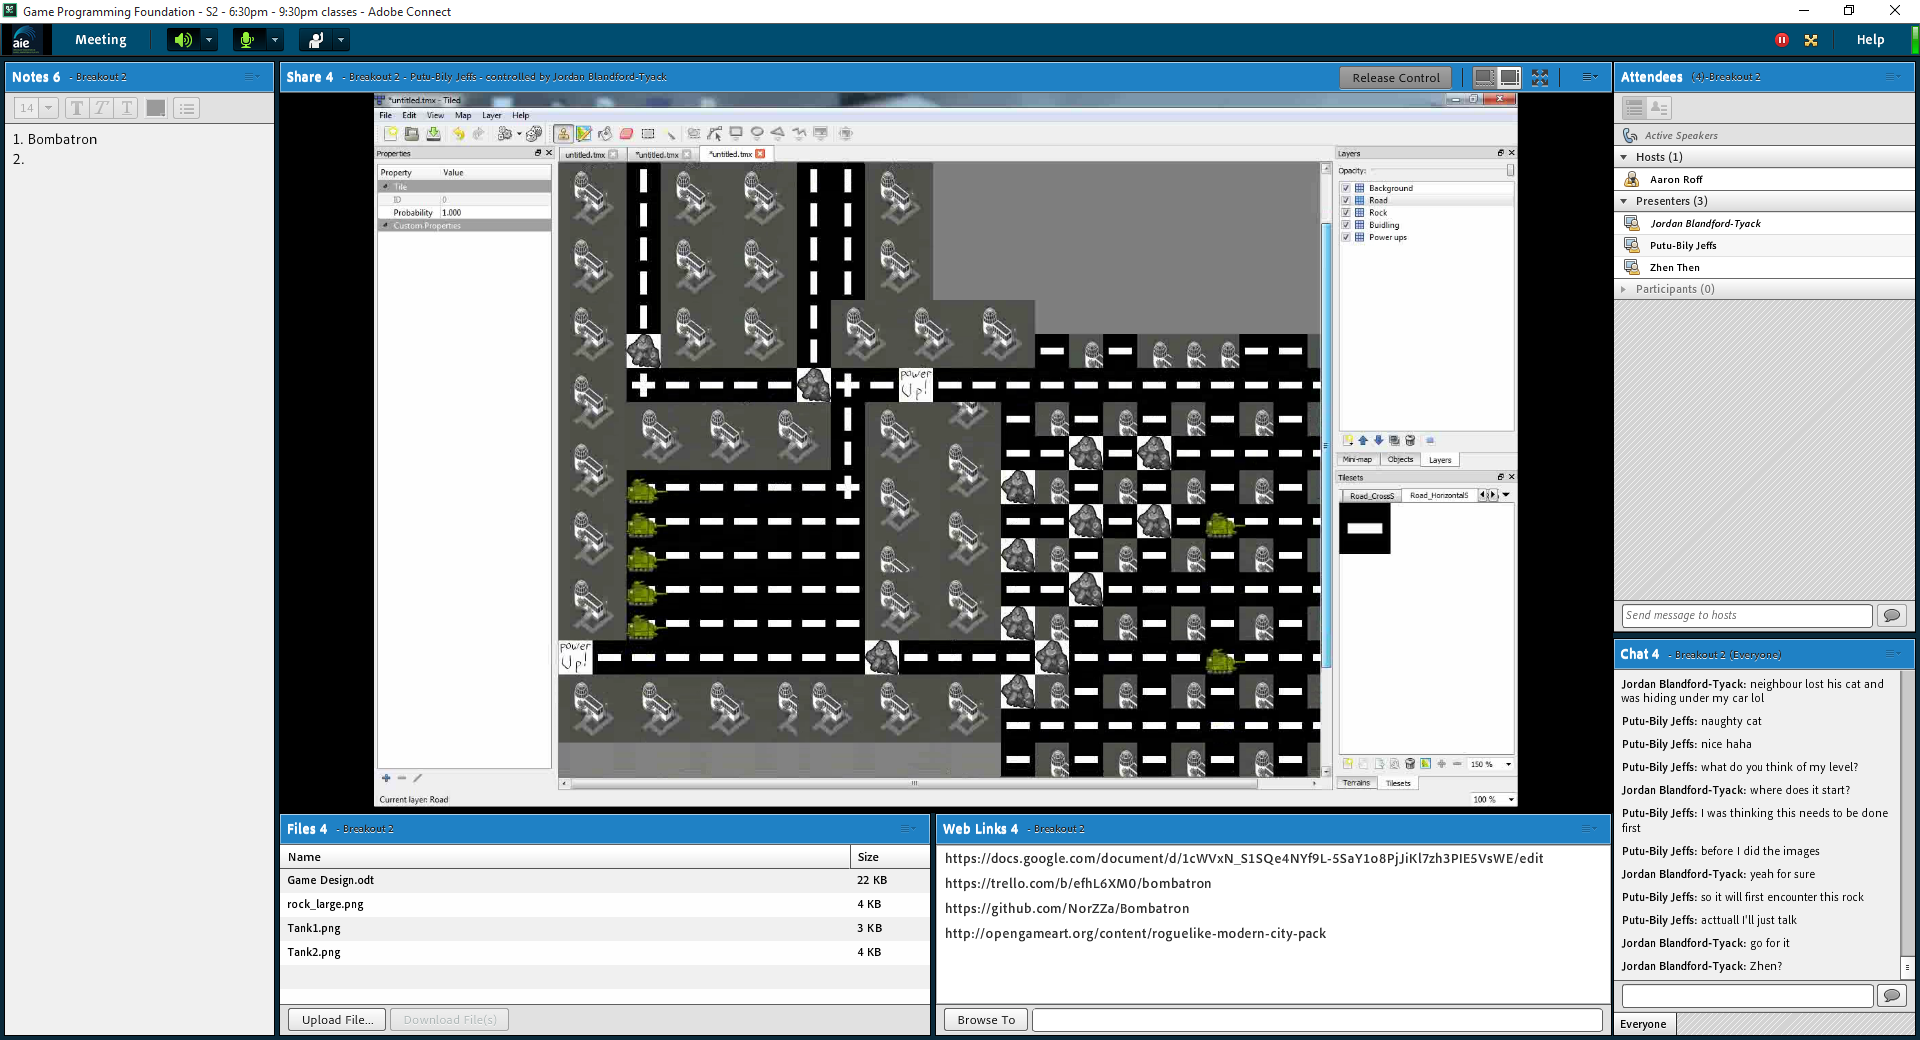 Game Programming Foundation - S2 - 6:30pm - 9:30pm classes - Adobe Connect
aie
Meeting
Help
Notes 6 - Breakout 2
14
T T T
1. Bombatron
2.
Share 4 - Breakout 2 - Putu-Bily Jeffs - controlled by Jordan Blandford-Tyack
Release Control
*untitled.tmx - Tiled
File Edit View Map Layer Help
Properties
untitled.tmx *untitled.tmx *untitled.tmx
Property Value
Tile
ID 0
Probability 1.000
Custom Properties
power
Up!
power
Up!
Current layer: Road
Layers
Opacity:
Background
Road
Rock
Buidling
Power ups
Mini-map Objects Layers
Tilesets
Road_CrossS Road_HorizontalS
150 %
Terrains Tilesets
100 %
Files 4 - Breakout 2
Name Size
Game Design.odt 22 KB
rock_large.png 4 KB
Tank1.png 3 KB
Tank2.png 4 KB
Upload File... Download File(s)
Web Links 4 - Breakout 2
https://docs.google.com/document/d/1cWVxN_S1SQe4NYf9L-5SaY1o8PjJiKl7zh3PIE5VsWE/edit
https://trello.com/b/efhL6XM0/bombatron
https://github.com/NorZZa/Bombatron
http://opengameart.org/content/roguelike-modern-city-pack
Browse To
Attendees (4)-Breakout 2
Active Speakers
Hosts (1)
Aaron Roff
Presenters (3)
Jordan Blandford-Tyack
Putu-Bily Jeffs
Zhen Then
Participants (0)
Send message to hosts
Chat 4 - Breakout 2 (Everyone)
Jordan Blandford-Tyack: neighbour lost his cat and
was hiding under my car lol
Putu-Bily Jeffs: naughty cat
Putu-Bily Jeffs: nice haha
Putu-Bily Jeffs: what do you think of my level?
Jordan Blandford-Tyack: where does it start?
Putu-Bily Jeffs: I was thinking this needs to be done
first
Putu-Bily Jeffs: before I did the images
Jordan Blandford-Tyack: yeah for sure
Putu-Bily Jeffs: so it will first encounter this rock
Putu-Bily Jeffs: acttuall I'll just talk
Jordan Blandford-Tyack: go for it
Jordan Blandford-Tyack: Zhen?
Everyone